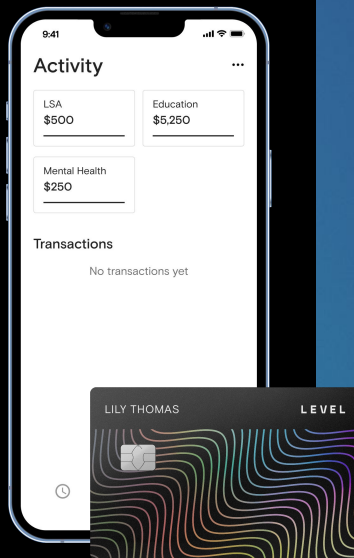 9:41
Activity
LSA
$500
Education
$5,250
Mental Health
$250
Transactions
No transactions yet
LILY THOMAS
LEVEL